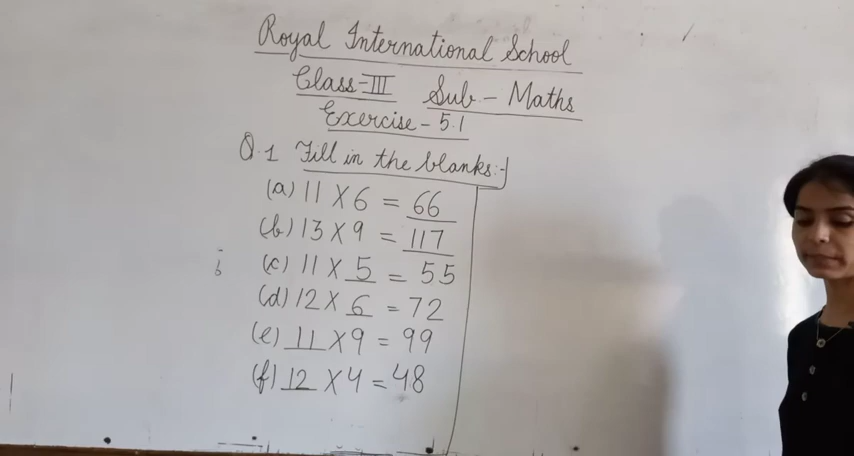 Royal International School
Class-III Sub - Maths
Exercise - 5.1
Q.1 Fill in the blanks:-
(a) 11 X 6 = 66
(b) 13 X 9 = 117
(c) 11 X 5 = 55
(d) 12 X 6 = 72
(e) 11 X 9 = 99
(f) 12 X 4 = 48